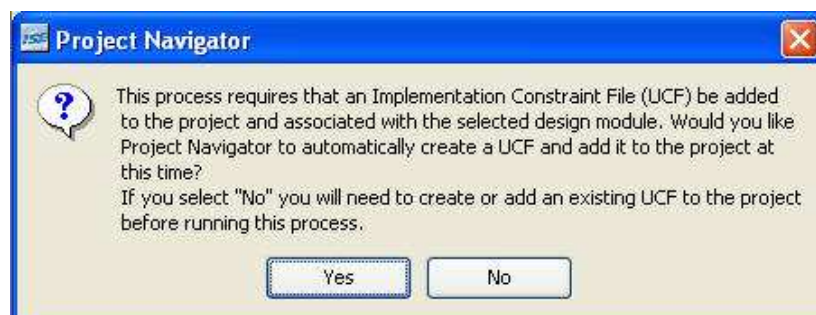 ISE Project Navigator
This process requires that an Implementation Constraint File (UCF) be added
to the project and associated with the selected design module. Would you like
Project Navigator to automatically create a UCF and add it to the project at
this time?
If you select "No" you will need to create or add an existing UCF to the project
before running this process.
Yes No